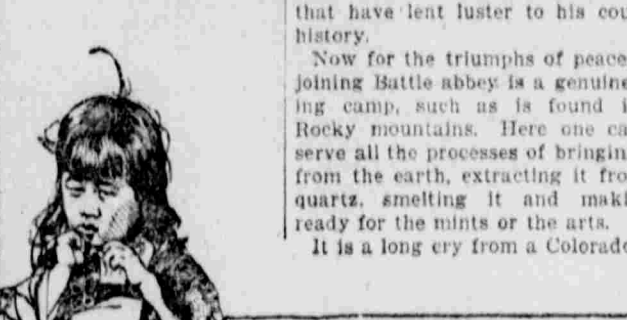 that have lent luster to his cou
history.
Now for the triumphs of peace
joining Battle abbey is a genuine
ing camp, such as is found i
Rocky mountains. Here one ca
serve all the processes of bringin
from the earth, extracting it fro
quartz, smelting it and maki
ready for the mints or the arts.
It is a long cry from a Colorado